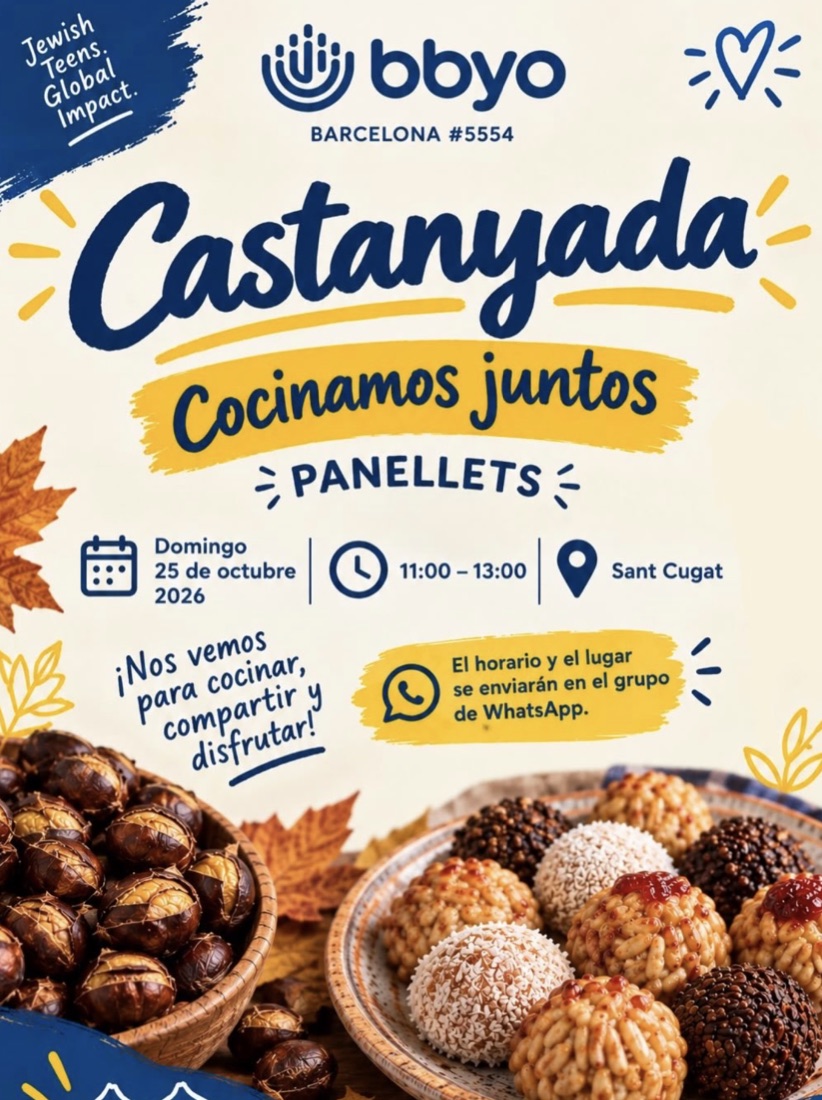 Jewish
Teens.
Global
Impact.
bbyo
BARCELONA #5554
Castanyada
Cocinamos juntos
PANELLETS
Domingo
25 de octubre
2026
11:00 – 13:00
Sant Cugat
¡Nos vemos
para cocinar,
compartir y
disfrutar!
El horario y el lugar
se enviarán en el grupo
de WhatsApp.